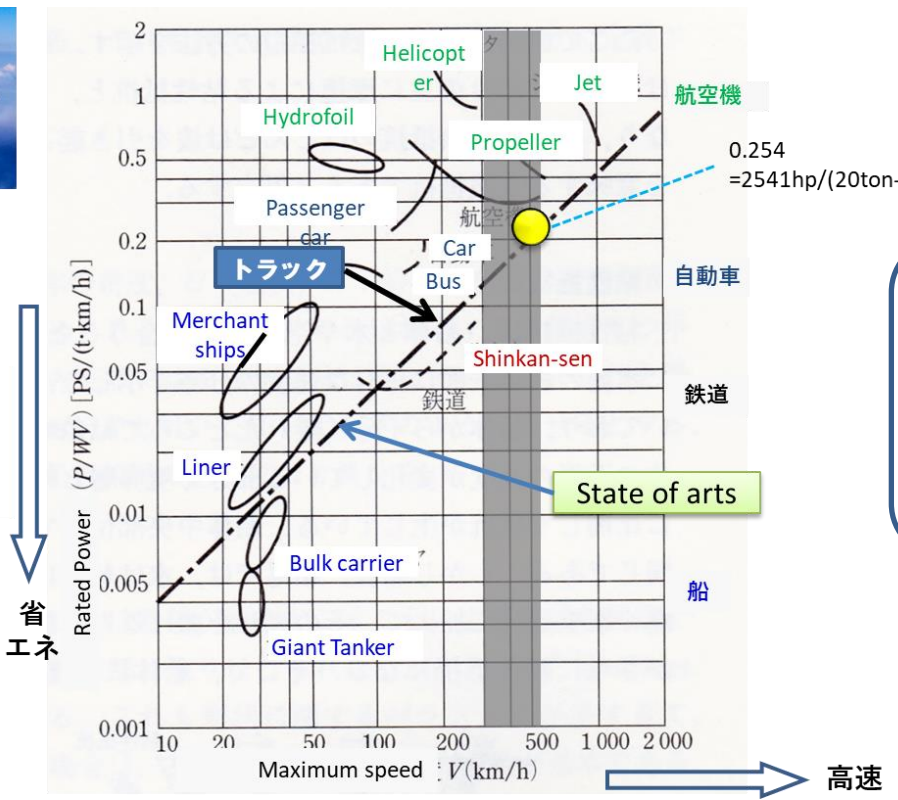 2
1
0.5
0.2
0.1
0.05
0.01
0.005
0.001
Rated Power (P/WV) [PS/(t·km/h)]
省
エネ
Helicopt
er
Jet
航空機
Hydrofoil
Propeller
0.254
=2541hp/(20ton-
Passenger
car
航空機
Car
トラック
Bus
自動車
Merchant
ships
Shinkan-sen
鉄道
鉄道
Liner
State of arts
Bulk carrier
船
Giant Tanker
10 20 50 100 200 500 1 000 2 000
Maximum speed V(km/h)
高速